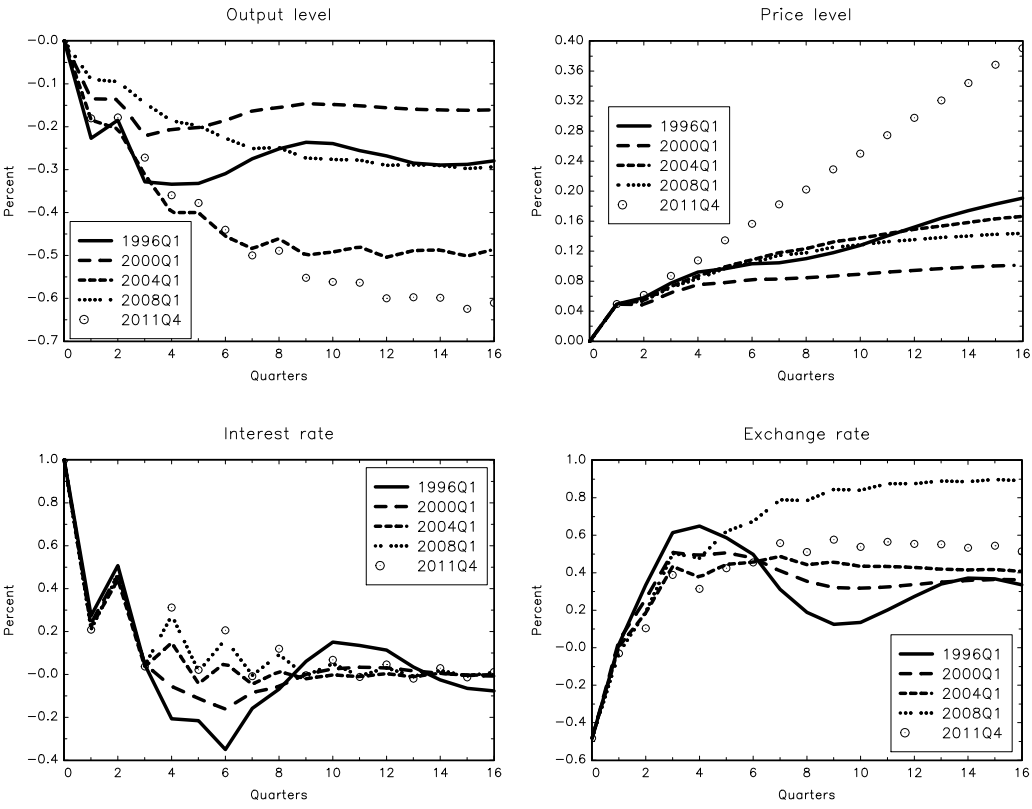 Output level
Percent
−0.0
−0.1
−0.2
−0.3
−0.4
−0.5
−0.6
−0.7
1996Q1
2000Q1
2004Q1
2008Q1
2011Q4
0 2 4 6 8 10 12 14 16
Quarters
Price level
Percent
0.40
0.36
0.32
0.28
0.24
0.20
0.16
0.12
0.08
0.04
0.00
1996Q1
2000Q1
2004Q1
2008Q1
2011Q4
0 2 4 6 8 10 12 14 16
Quarters
Interest rate
Percent
1.0
0.8
0.6
0.4
0.2
−0.0
−0.2
−0.4
1996Q1
2000Q1
2004Q1
2008Q1
2011Q4
0 2 4 6 8 10 12 14 16
Quarters
Exchange rate
Percent
1.0
0.8
0.6
0.4
0.2
−0.0
−0.2
−0.4
−0.6
1996Q1
2000Q1
2004Q1
2008Q1
2011Q4
0 2 4 6 8 10 12 14 16
Quarters